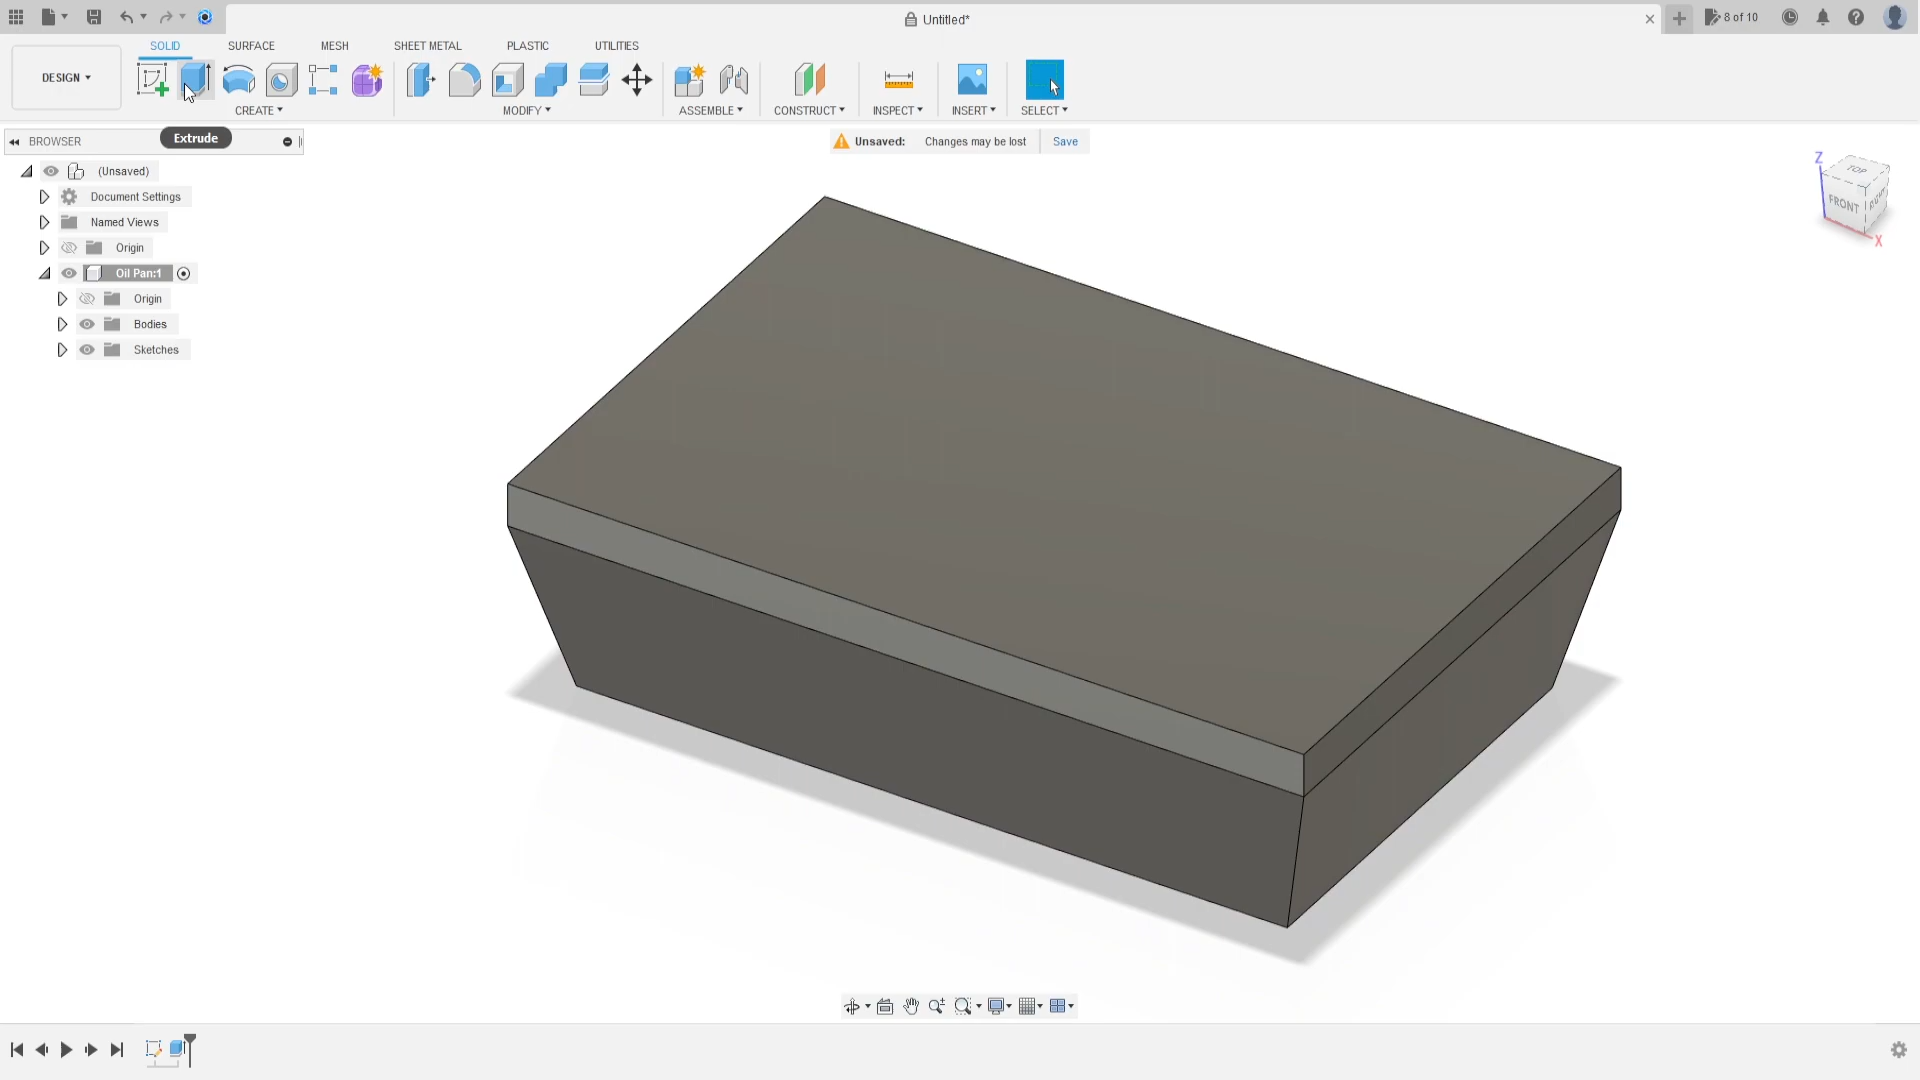 Untitled*
8 of 10
SOLID SURFACE MESH SHEET METAL PLASTIC UTILITIES
DESIGN
CREATE MODIFY ASSEMBLE CONSTRUCT INSPECT INSERT SELECT
BROWSER
Extrude
Unsaved: Changes may be lost Save
(Unsaved)
Document Settings
Named Views
Origin
Oil Pan:1
Origin
Bodies
Sketches
Z
TOP
FRONT
RIGHT
X